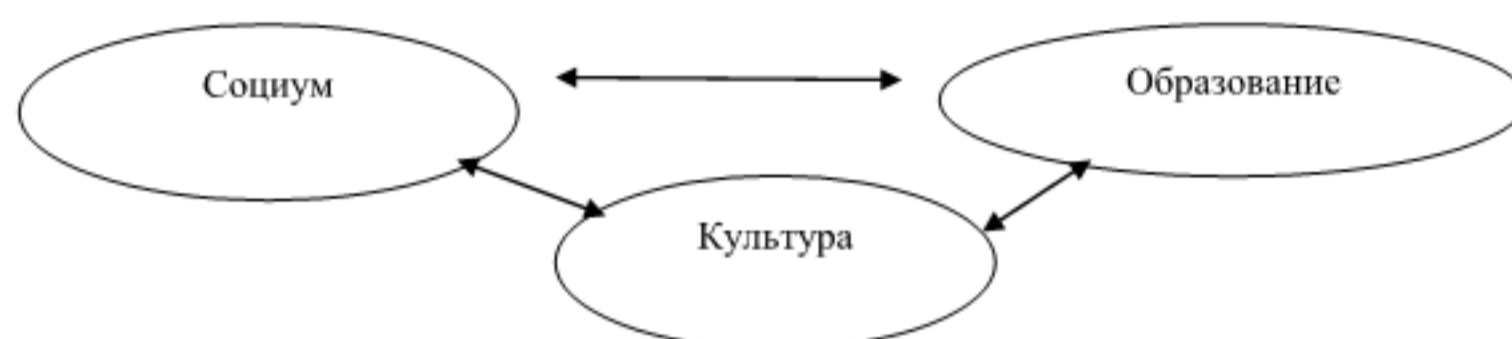 Социум
Образование
Культура